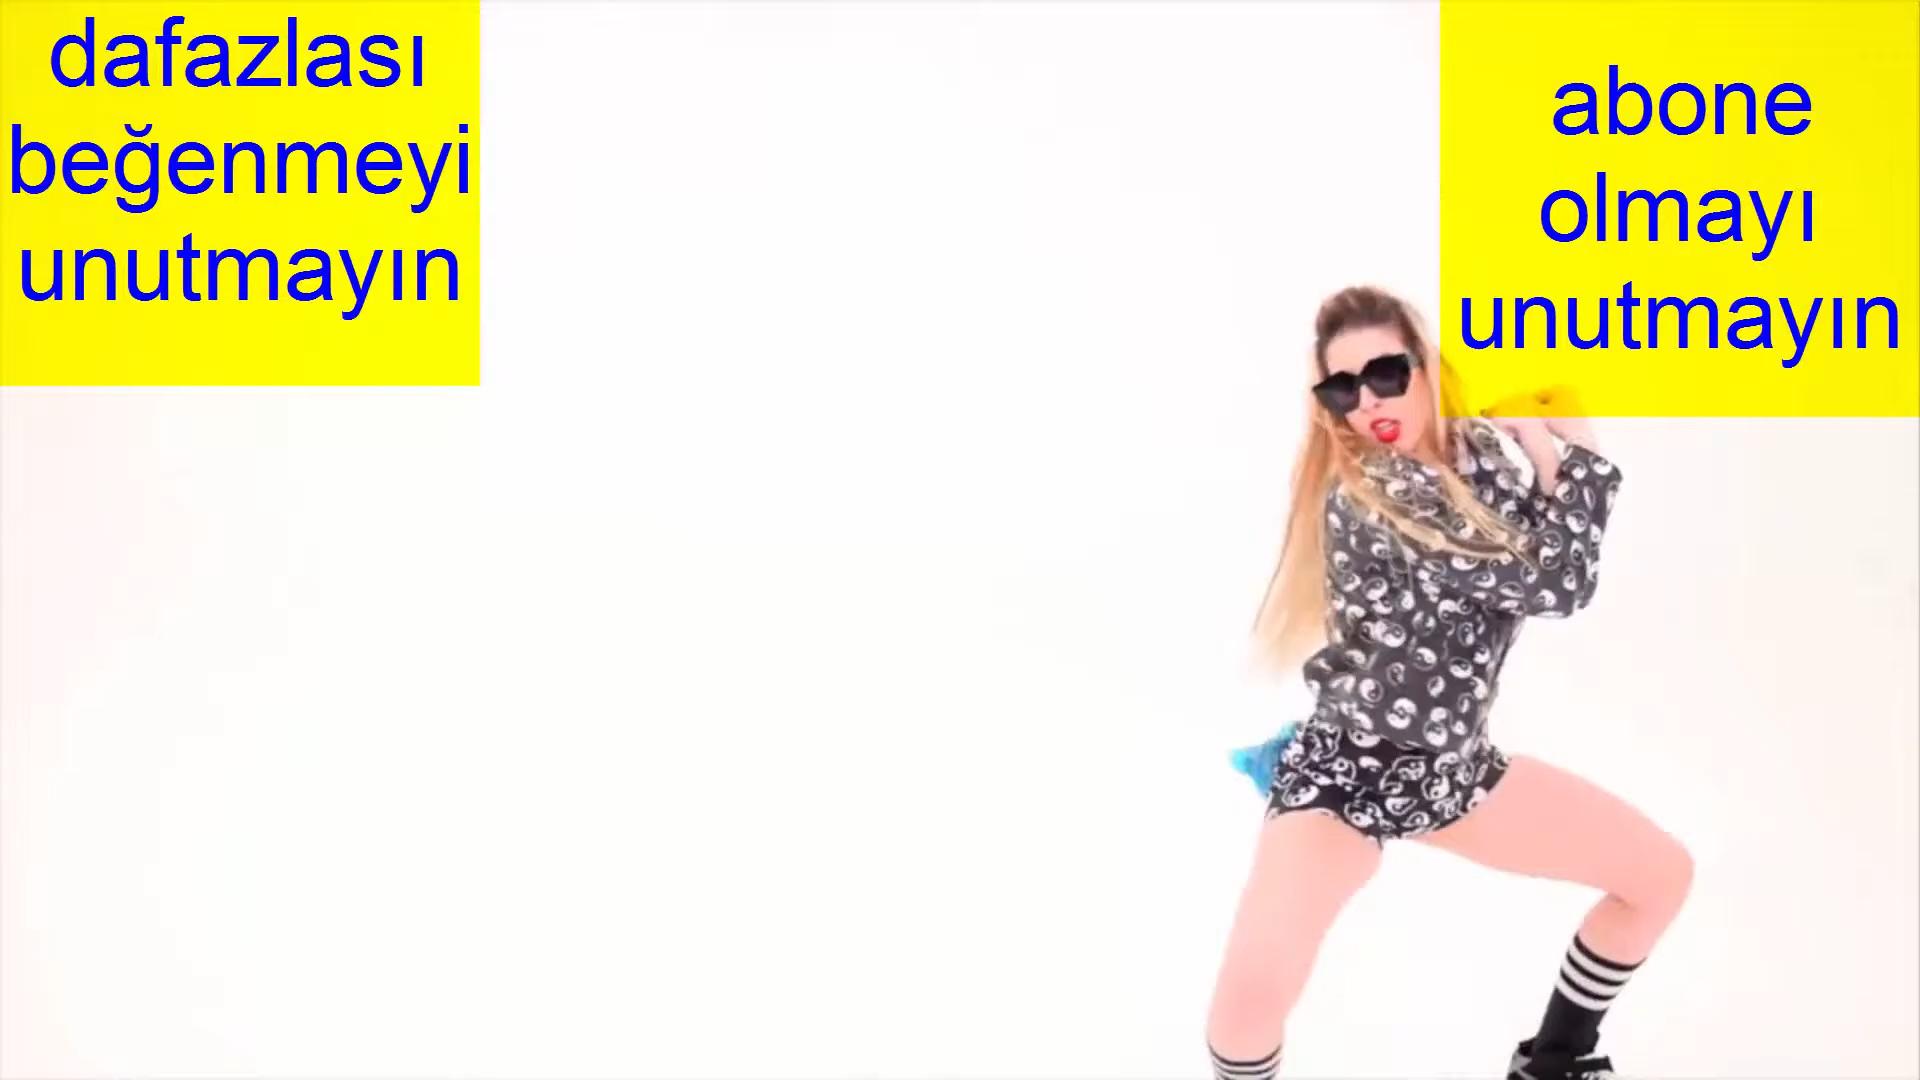 dafazlası
beğenmeyi
unutmayın
abone
olmayı
unutmayın